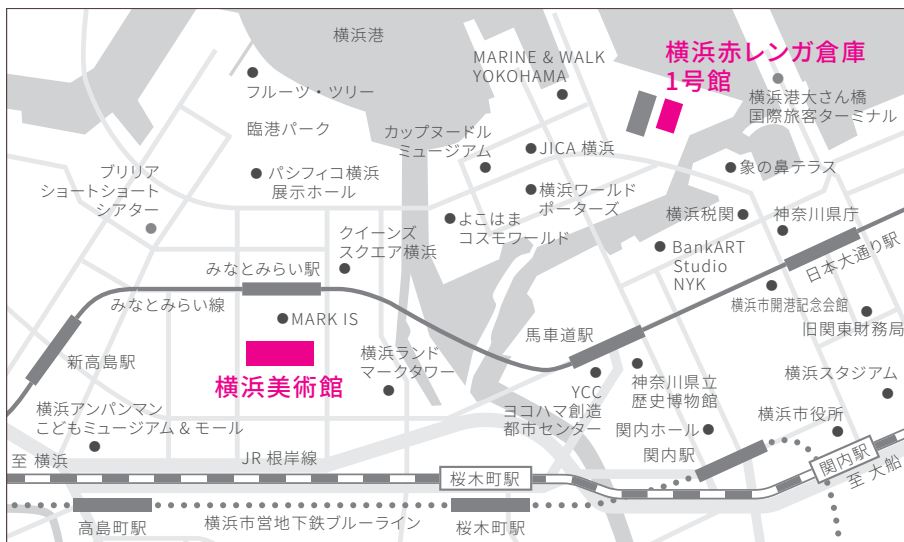 横浜港
MARINE & WALK
YOKOHAMA
横浜赤レンガ倉庫
1号館
フルーツ・ツリー
横浜港大さん橋
国際旅客ターミナル
臨港パーク
カップヌードル
ミュージアム
JICA 横浜
ブリリア
ショートショート
シアター
パシフィコ横浜
展示ホール
象の鼻テラス
横浜ワールド
ポーターズ
よこはま
コスモワールド
横浜税関
神奈川県庁
クイーンズ
スクエア横浜
BankART
Studio
NYK
日本大通り駅
みなとみらい駅
みなとみらい線
横浜市開港記念会館
MARK IS
馬車道駅
旧関東財務局
新高島駅
横浜美術館
横浜ランド
マークタワー
YCC
ヨコハマ創造
都市センター
神奈川県立
歴史博物館
横浜スタジアム
横浜アンパンマン
こどもミュージアム & モール
関内ホール
横浜市役所
至 横浜
JR 根岸線
関内駅
関内駅
至 大船
桜木町駅
高島町駅
横浜市営地下鉄ブルーライン
桜木町駅